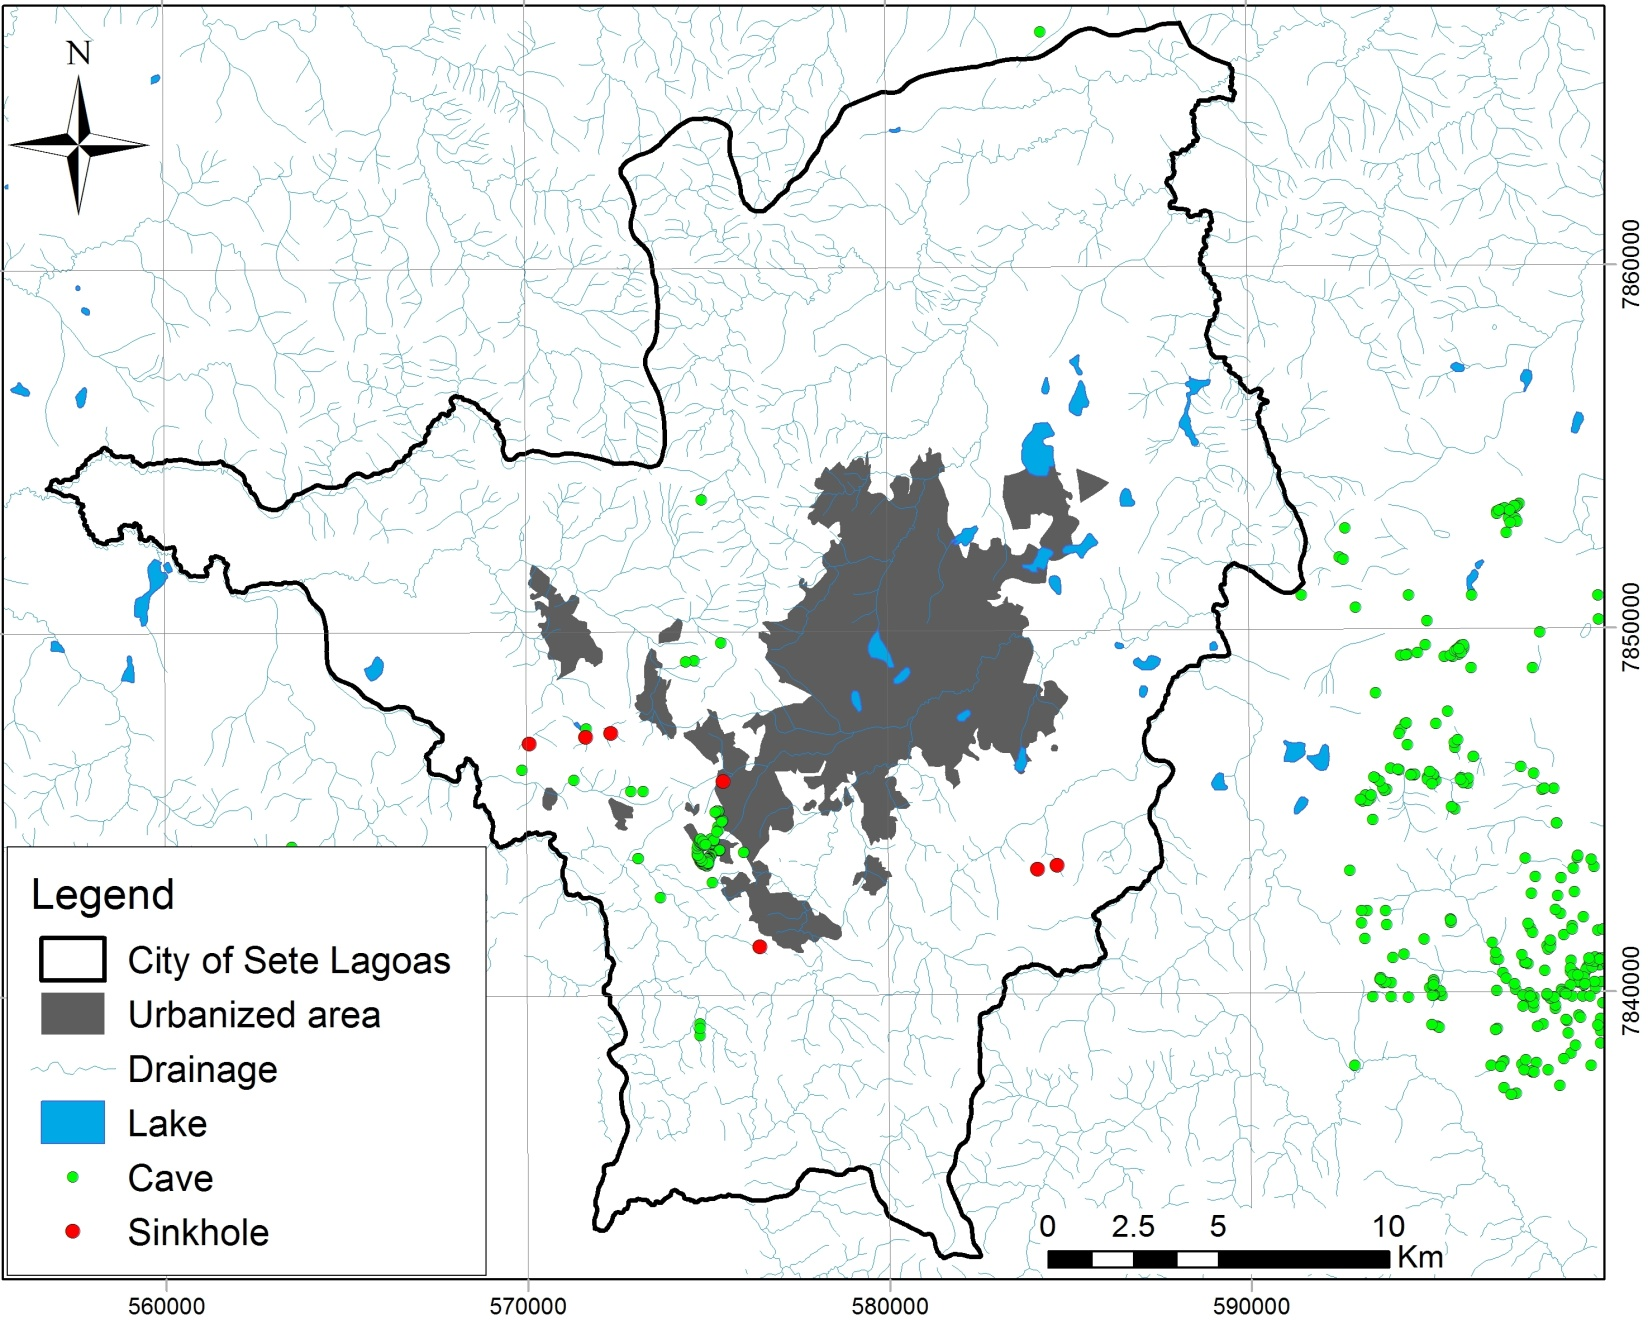 N
7860000
7850000
7840000
Legend
City of Sete Lagoas
Urbanized area
Drainage
Lake
Cave
Sinkhole
0 2.5 5 10
Km
560000 570000 580000 590000